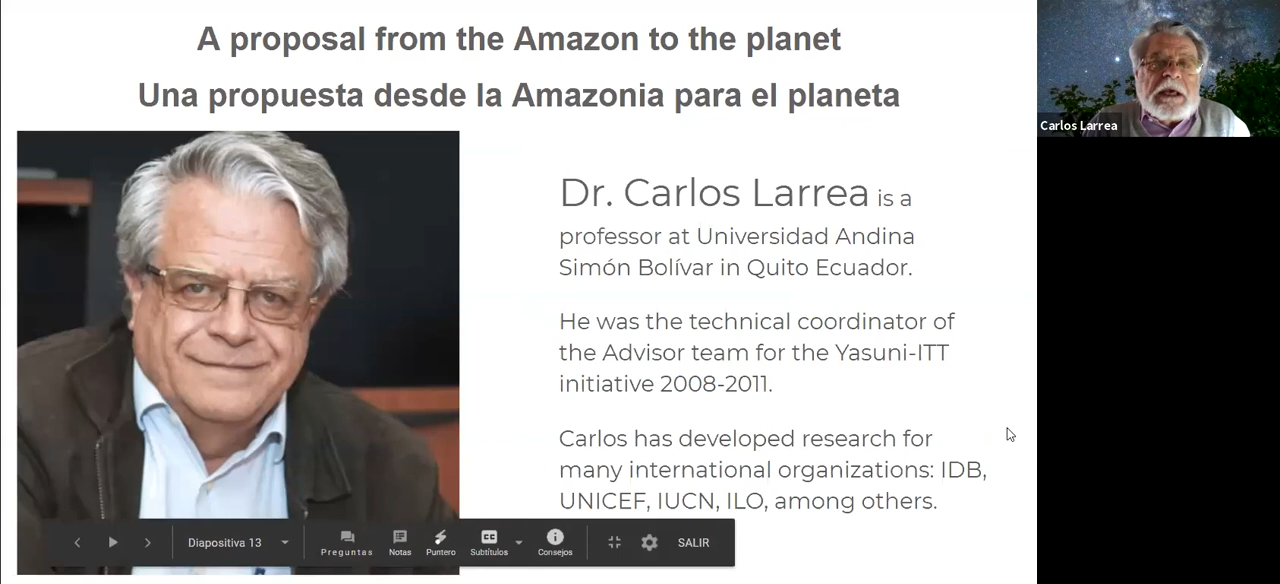 A proposal from the Amazon to the planet
Una propuesta desde la Amazonia para el planeta
Dr. Carlos Larrea is a
professor at Universidad Andina
Simón Bolívar in Quito Ecuador.
He was the technical coordinator of
the Advisor team for the Yasuni-ITT
initiative 2008-2011.
Carlos has developed research for
many international organizations: IDB,
UNICEF, IUCN, ILO, among others.
Carlos Larrea
Diapositiva 13
Preguntas
Notas
Puntero
CC
Subtítulos
Consejos
SALIR